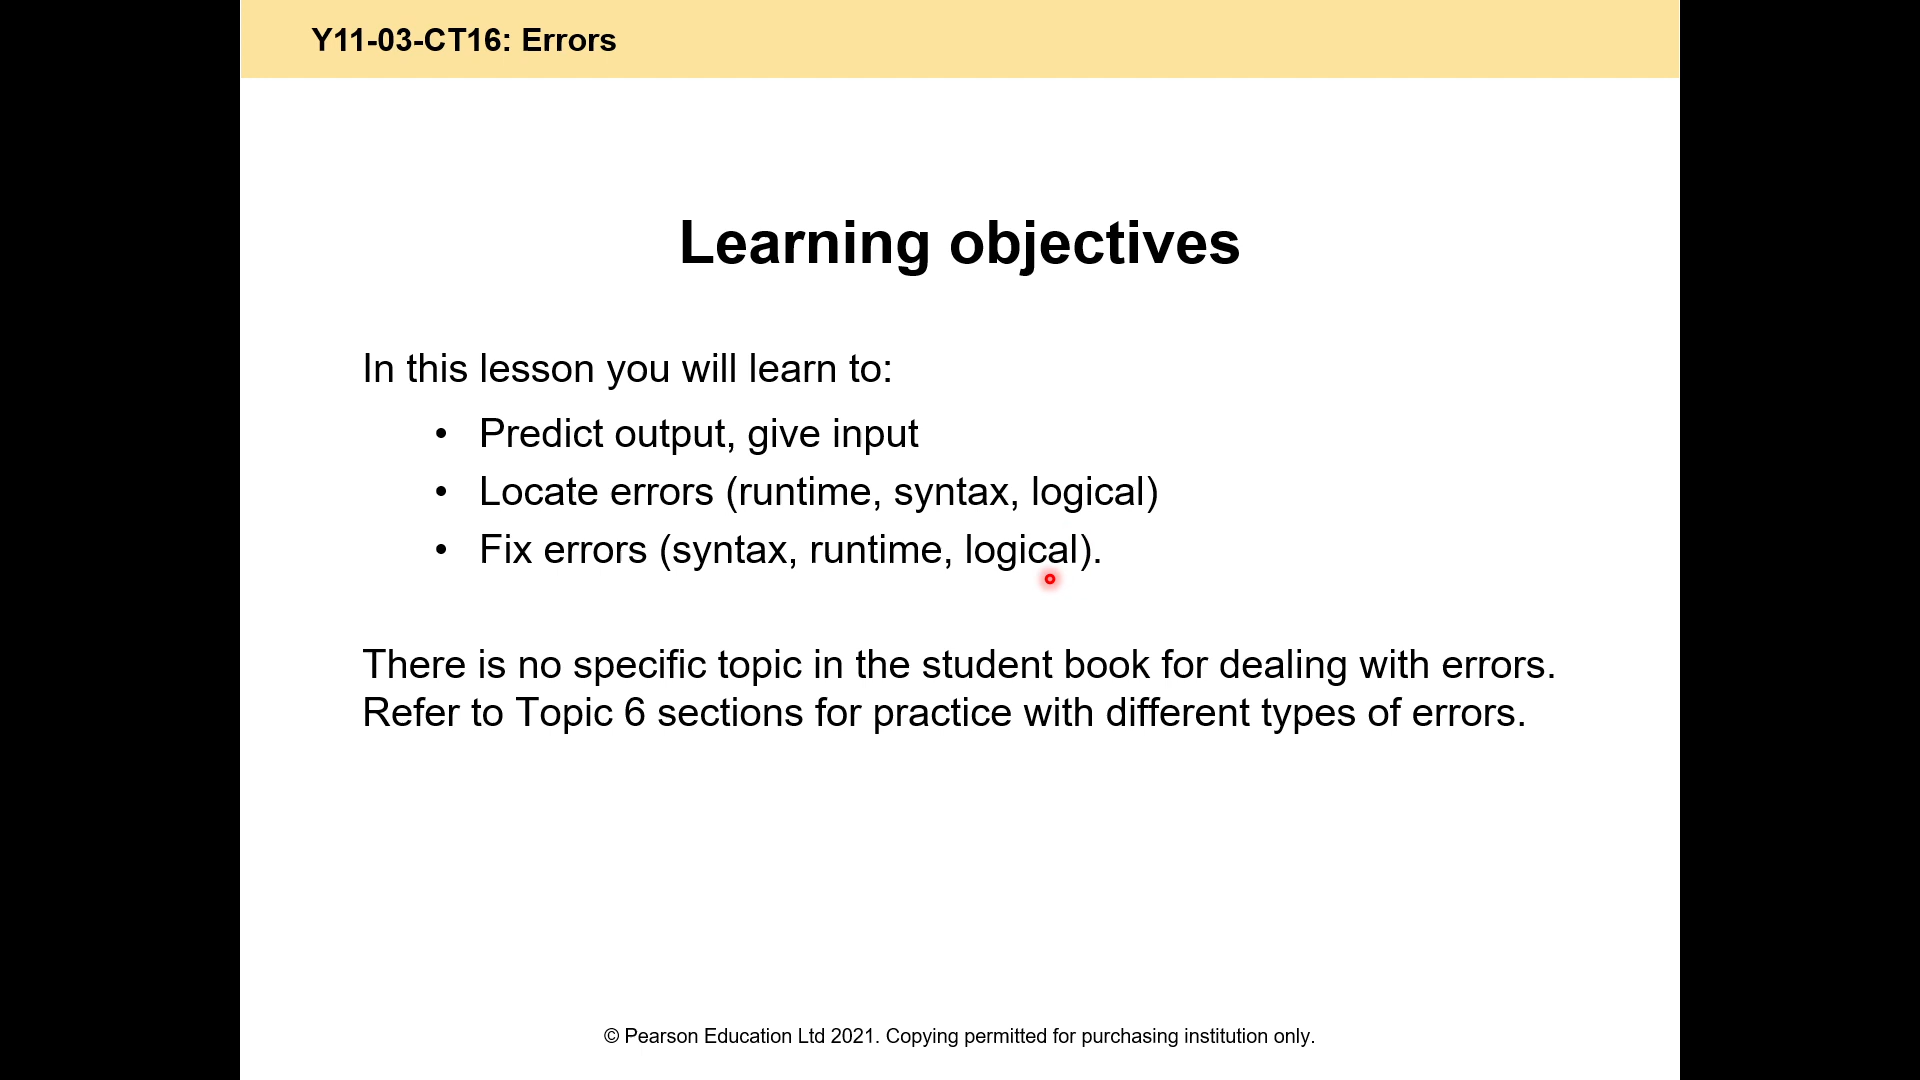 Y11-03-CT16: Errors
Learning objectives
In this lesson you will learn to:
• Predict output, give input
• Locate errors (runtime, syntax, logical)
• Fix errors (syntax, runtime, logical).
There is no specific topic in the student book for dealing with errors.
Refer to Topic 6 sections for practice with different types of errors.
© Pearson Education Ltd 2021. Copying permitted for purchasing institution only.